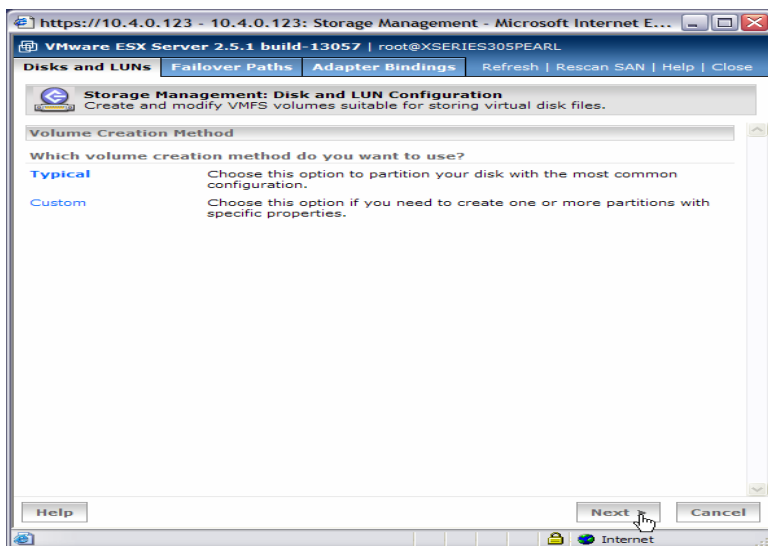 https://10.4.0.123 - 10.4.0.123: Storage Management - Microsoft Internet E...
VMware ESX Server 2.5.1 build-13057 | root@XSERIES305PEARL
Disks and LUNs Failover Paths Adapter Bindings Refresh | Rescan SAN | Help | Close
Storage Management: Disk and LUN Configuration
Create and modify VMFS volumes suitable for storing virtual disk files.
Volume Creation Method
Which volume creation method do you want to use?
Typical Choose this option to partition your disk with the most common
configuration.
Custom Choose this option if you need to create one or more partitions with
specific properties.
Help Next > Cancel
Internet